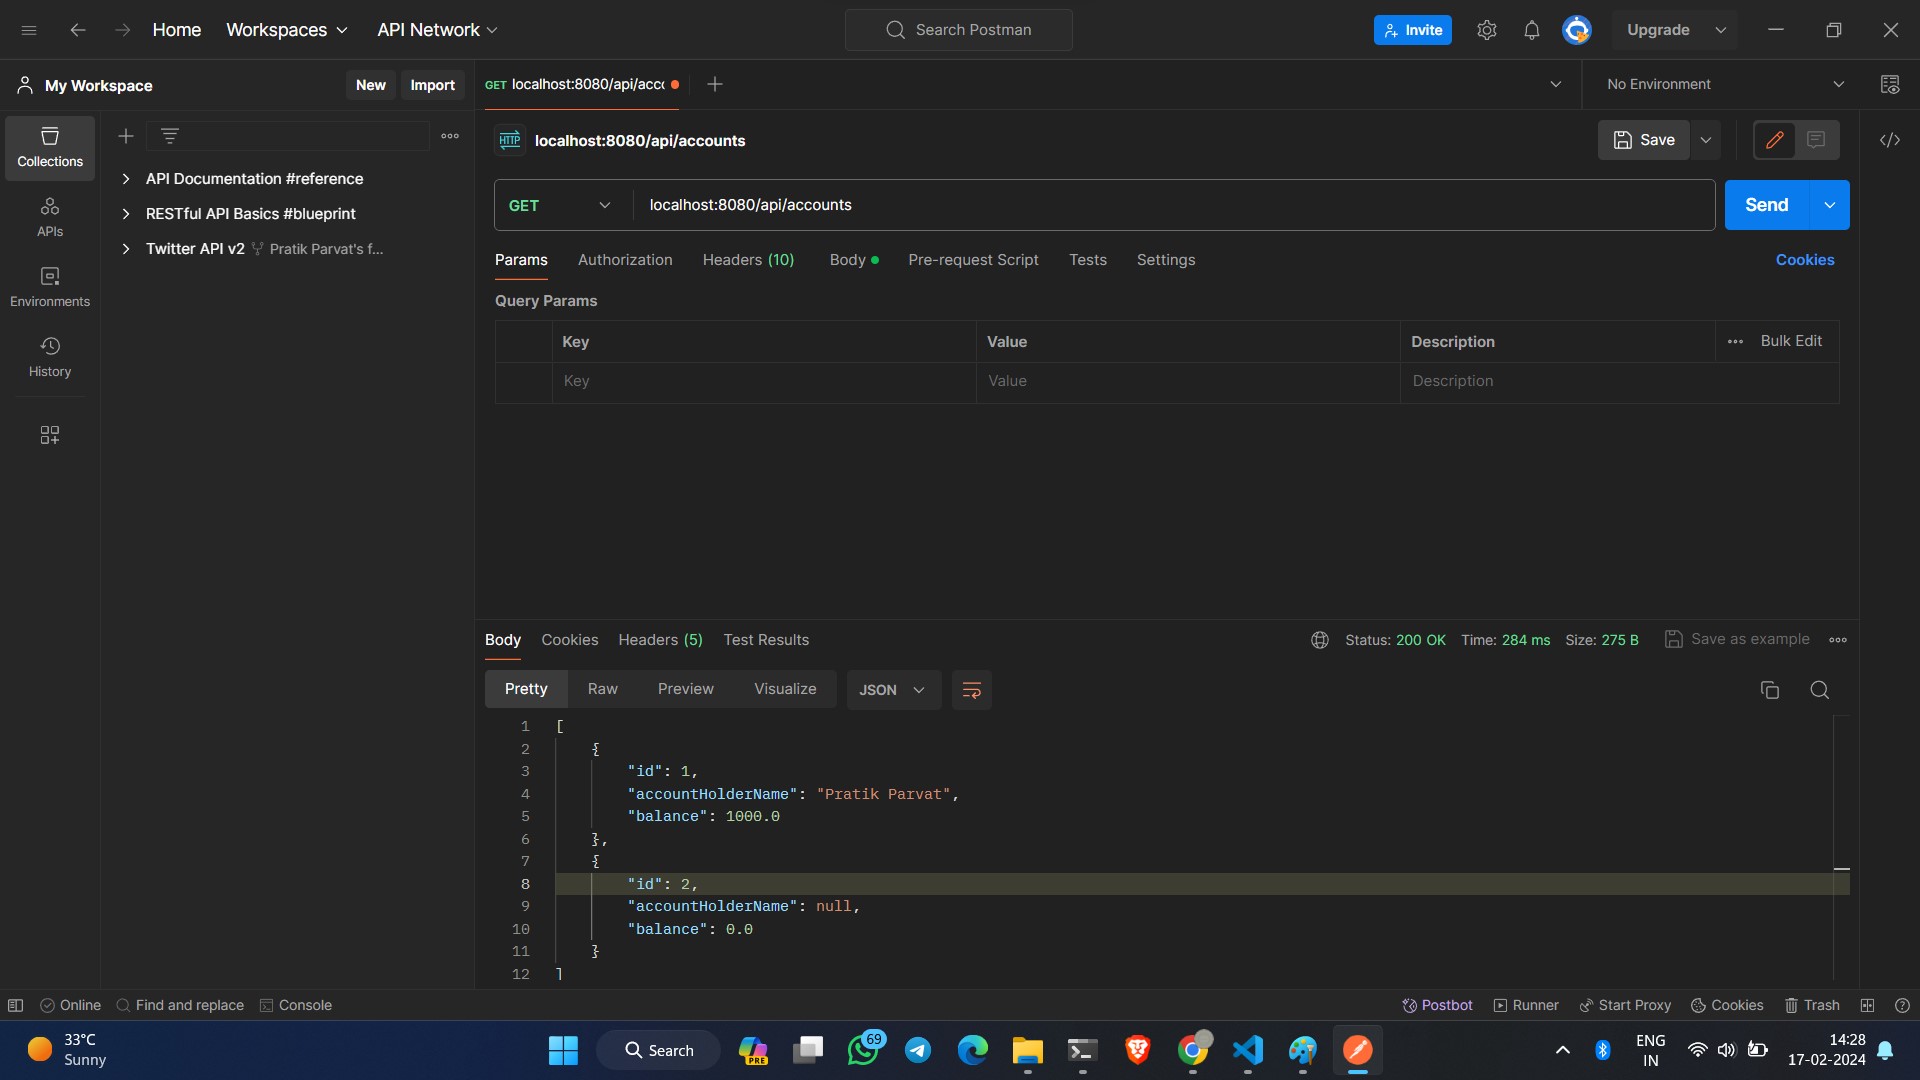 Home Workspaces API Network Search Postman Invite Upgrade
My Workspace New Import GET localhost:8080/api/acc No Environment
HTTP localhost:8080/api/accounts Save
Collections
API Documentation #reference
RESTful API Basics #blueprint
Twitter API v2 Pratik Parvat's f...
APIs
Environments
History
GET localhost:8080/api/accounts Send
Params Authorization Headers (10) Body Pre-request Script Tests Settings Cookies
Query Params
Key Value Description Bulk Edit
Key Value Description
Body Cookies Headers (5) Test Results Status: 200 OK Time: 284 ms Size: 275 B Save as example
Pretty Raw Preview Visualize JSON
1 [
2 {
3 "id": 1,
4 "accountHolderName": "Pratik Parvat",
5 "balance": 1000.0
6 },
7 {
8 "id": 2,
9 "accountHolderName": null,
10 "balance": 0.0
11 }
12 ]
Online Find and replace Console Postbot Runner Start Proxy Cookies Trash
33°C
Sunny
Search PRE 69
ENG
IN
14:28
17-02-2024